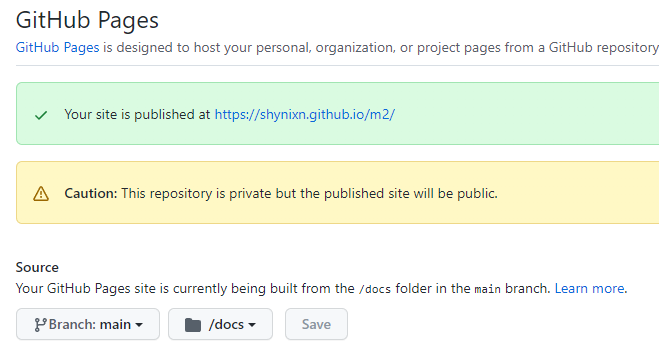 GitHub Pages
GitHub Pages is designed to host your personal, organization, or project pages from a GitHub repository
Your site is published at https://shynixn.github.io/m2/
Caution: This repository is private but the published site will be public.
Source
Your GitHub Pages site is currently being built from the /docs folder in the main branch. Learn more.
Branch: main /docs Save